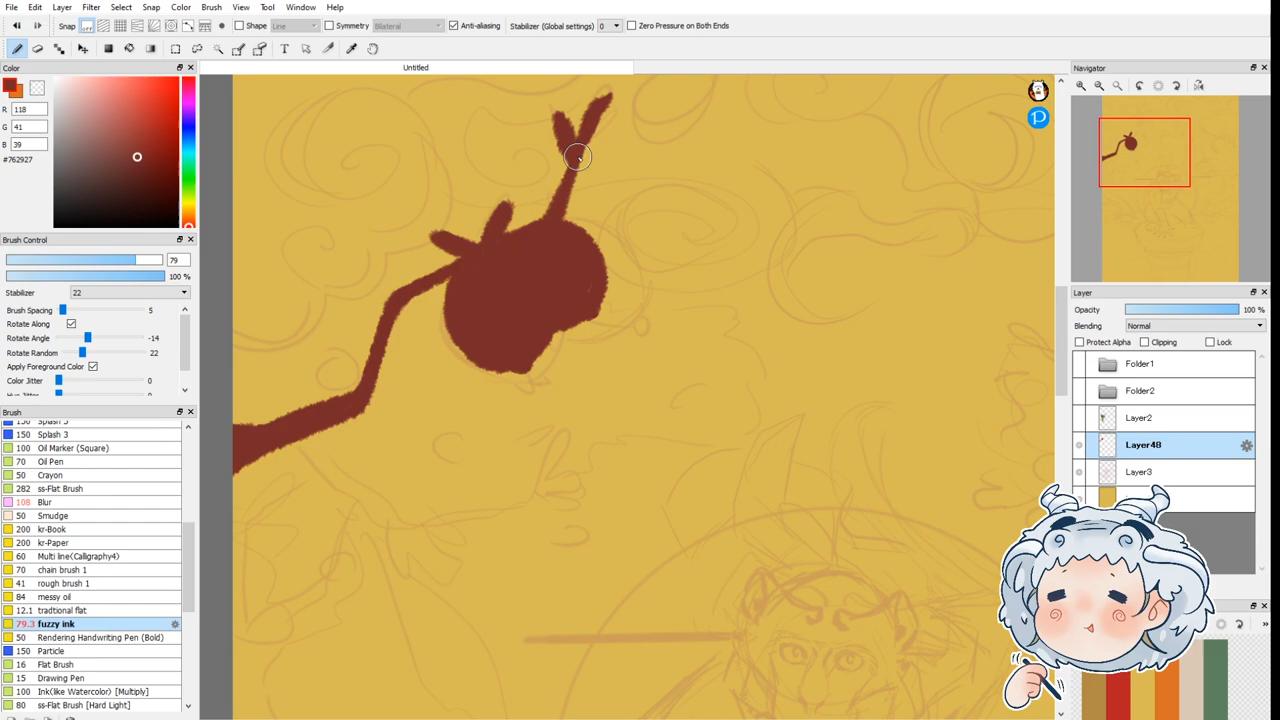 File Edit Layer Select Snap Color Brush View Tool Window Help
Snap OFF Shape Line Symmetry Bilateral Anti-aliasing Stabilizer (Global settings) 0 Zero Pressure on Both Ends
Color
R 118
G 41
B 39
#762927
Brush Control
79
100 %
Stabilizer 22
Brush Spacing 5
Rotate Along
Rotate Angle -14
Rotate Random 22
Apply Foreground Color
Color Jitter 0
Brush
150 Splash 3
100 Oil Marker (Square)
70 Oil Pen
50 Crayon
282 ss-Flat Brush
108 Blur
50 Smudge
200 kr-Book
200 kr-Paper
60 Multi line(Calligraphy4)
70 chain brush 1
41 rough brush 1
84 messy oil
12.1 tradtional flat
79.3 fuzzy ink
50 Rendering Handwriting Pen (Bold)
150 Particle
16 Flat Brush
15 Drawing Pen
100 Ink(like Watercolor) [Multiply]
80 ss-Flat Brush [Hard Light]
Untitled
Navigator
Layer
Opacity 100 %
Blending Normal
Protect Alpha Clipping Lock
Folder1
Folder2
Layer2
Layer48
Layer3